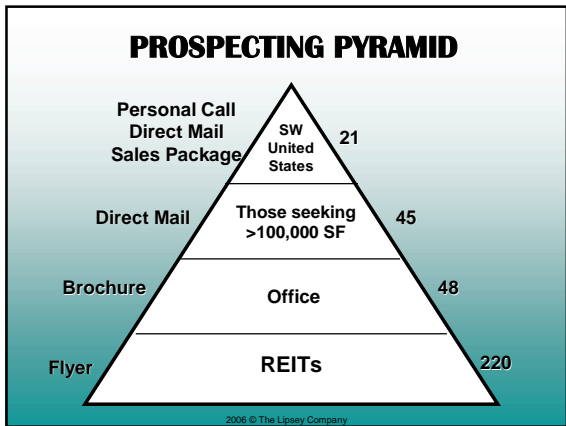 PROSPECTING PYRAMID
Personal Call
Direct Mail
Sales Package
SW
United
States
21
Direct Mail
Those seeking
>100,000 SF
45
Brochure
Office
48
Flyer
REITs
220
2006 © The Lipsey Company